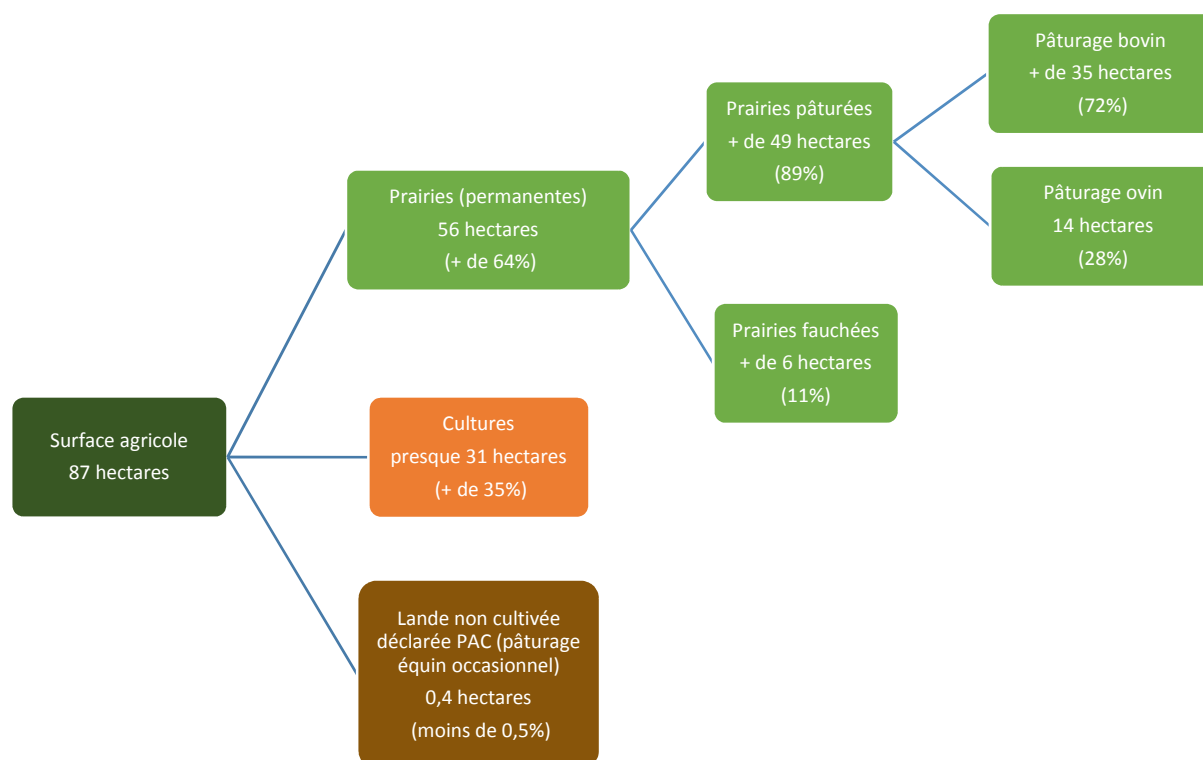 Surface agricole
87 hectares
Prairies (permanentes)
56 hectares
(+ de 64%)
Prairies pâturées
+ de 49 hectares
(89%)
Pâturage bovin
+ de 35 hectares
(72%)
Pâturage ovin
14 hectares
(28%)
Prairies fauchées
+ de 6 hectares
(11%)
Cultures
presque 31 hectares
(+ de 35%)
Lande non cultivée
déclarée PAC (pâturage
équin occasionnel)
0,4 hectares
(moins de 0,5%)